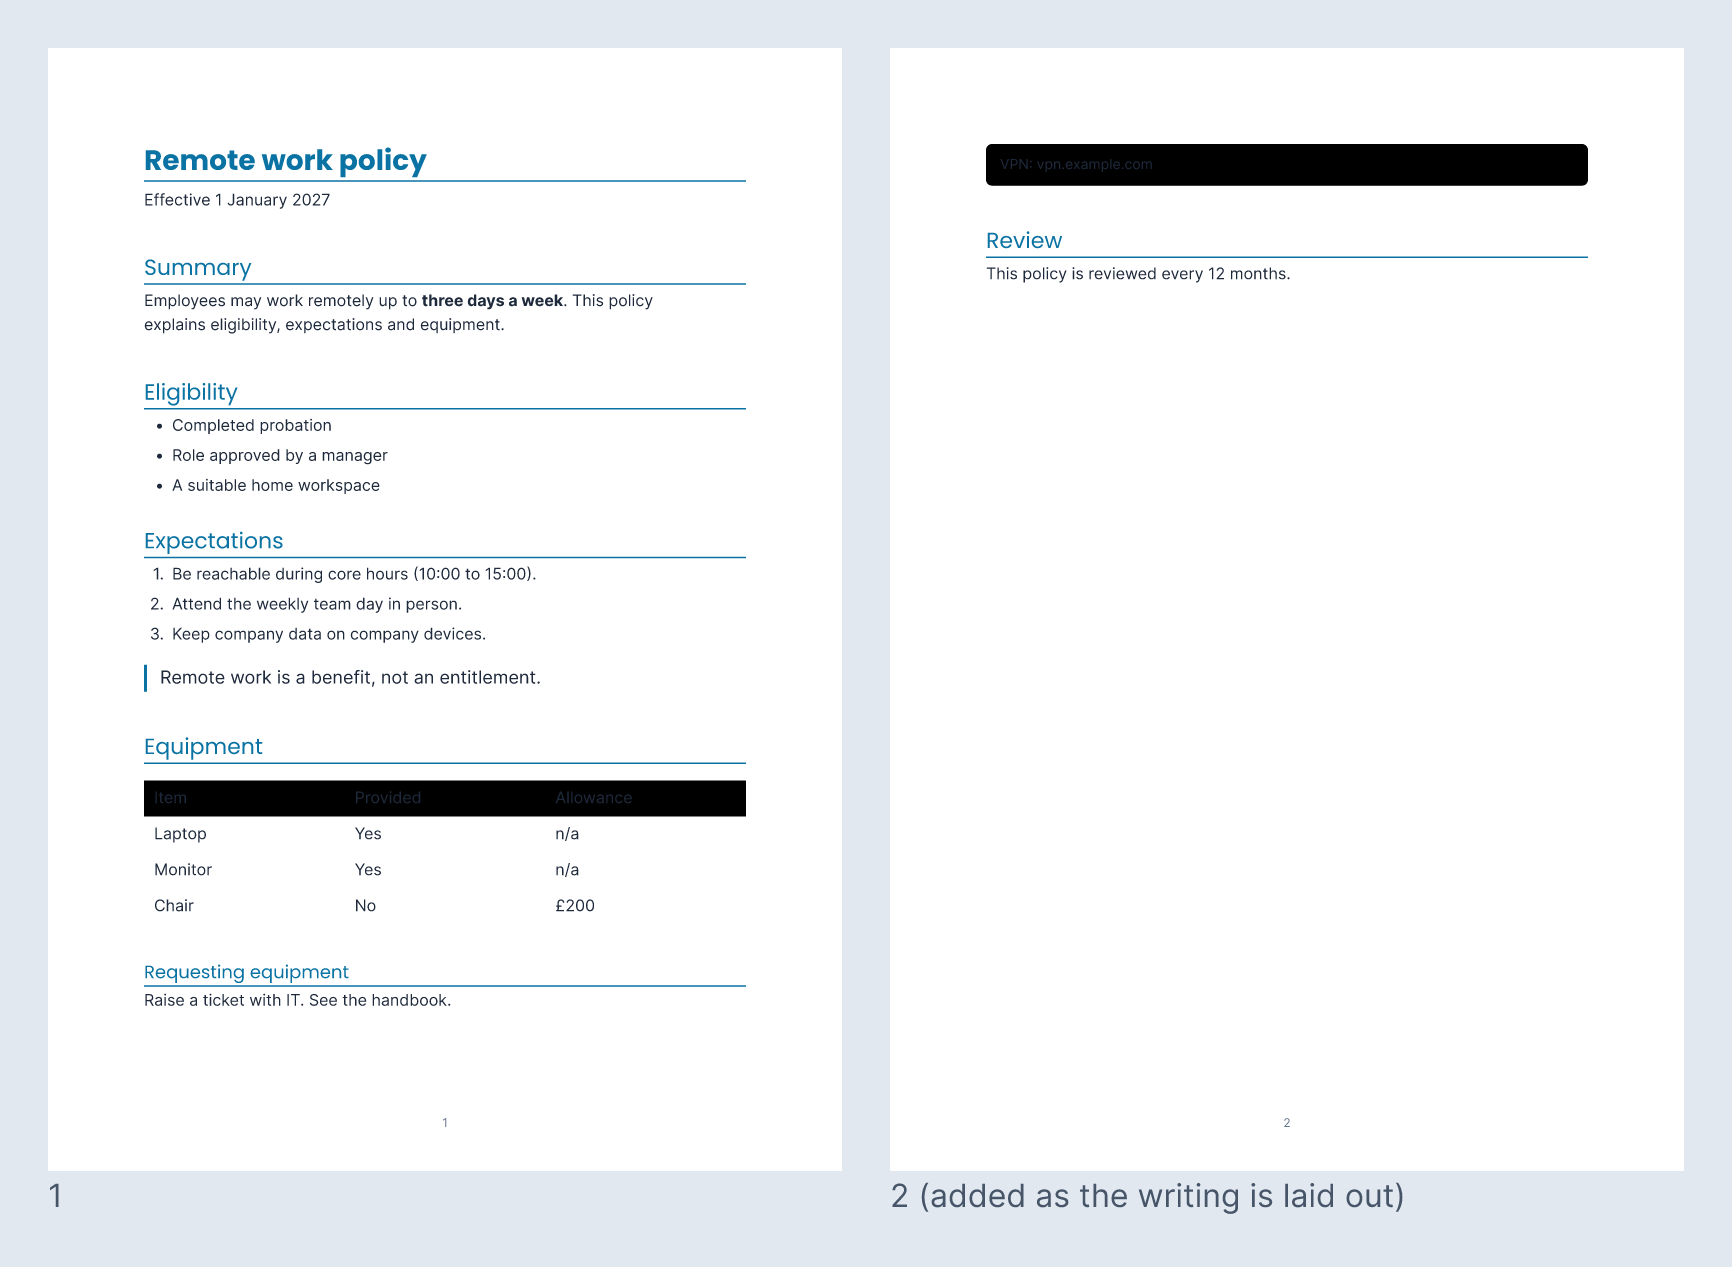 Remote work policy
Effective 1 January 2027
Summary
Employees may work remotely up to three days a week. This policy
explains eligibility, expectations and equipment.
Eligibility
• Completed probation
• Role approved by a manager
• A suitable home workspace
Expectations
1. Be reachable during core hours (10:00 to 15:00).
2. Attend the weekly team day in person.
3. Keep company data on company devices.
Remote work is a benefit, not an entitlement.
Equipment
Item Provided Allowance
Laptop Yes n/a
Monitor Yes n/a
Chair No £200
Requesting equipment
Raise a ticket with IT. See the handbook.
1
1
VPN: vpn.example.com
Review
This policy is reviewed every 12 months.
2
2 (added as the writing is laid out)